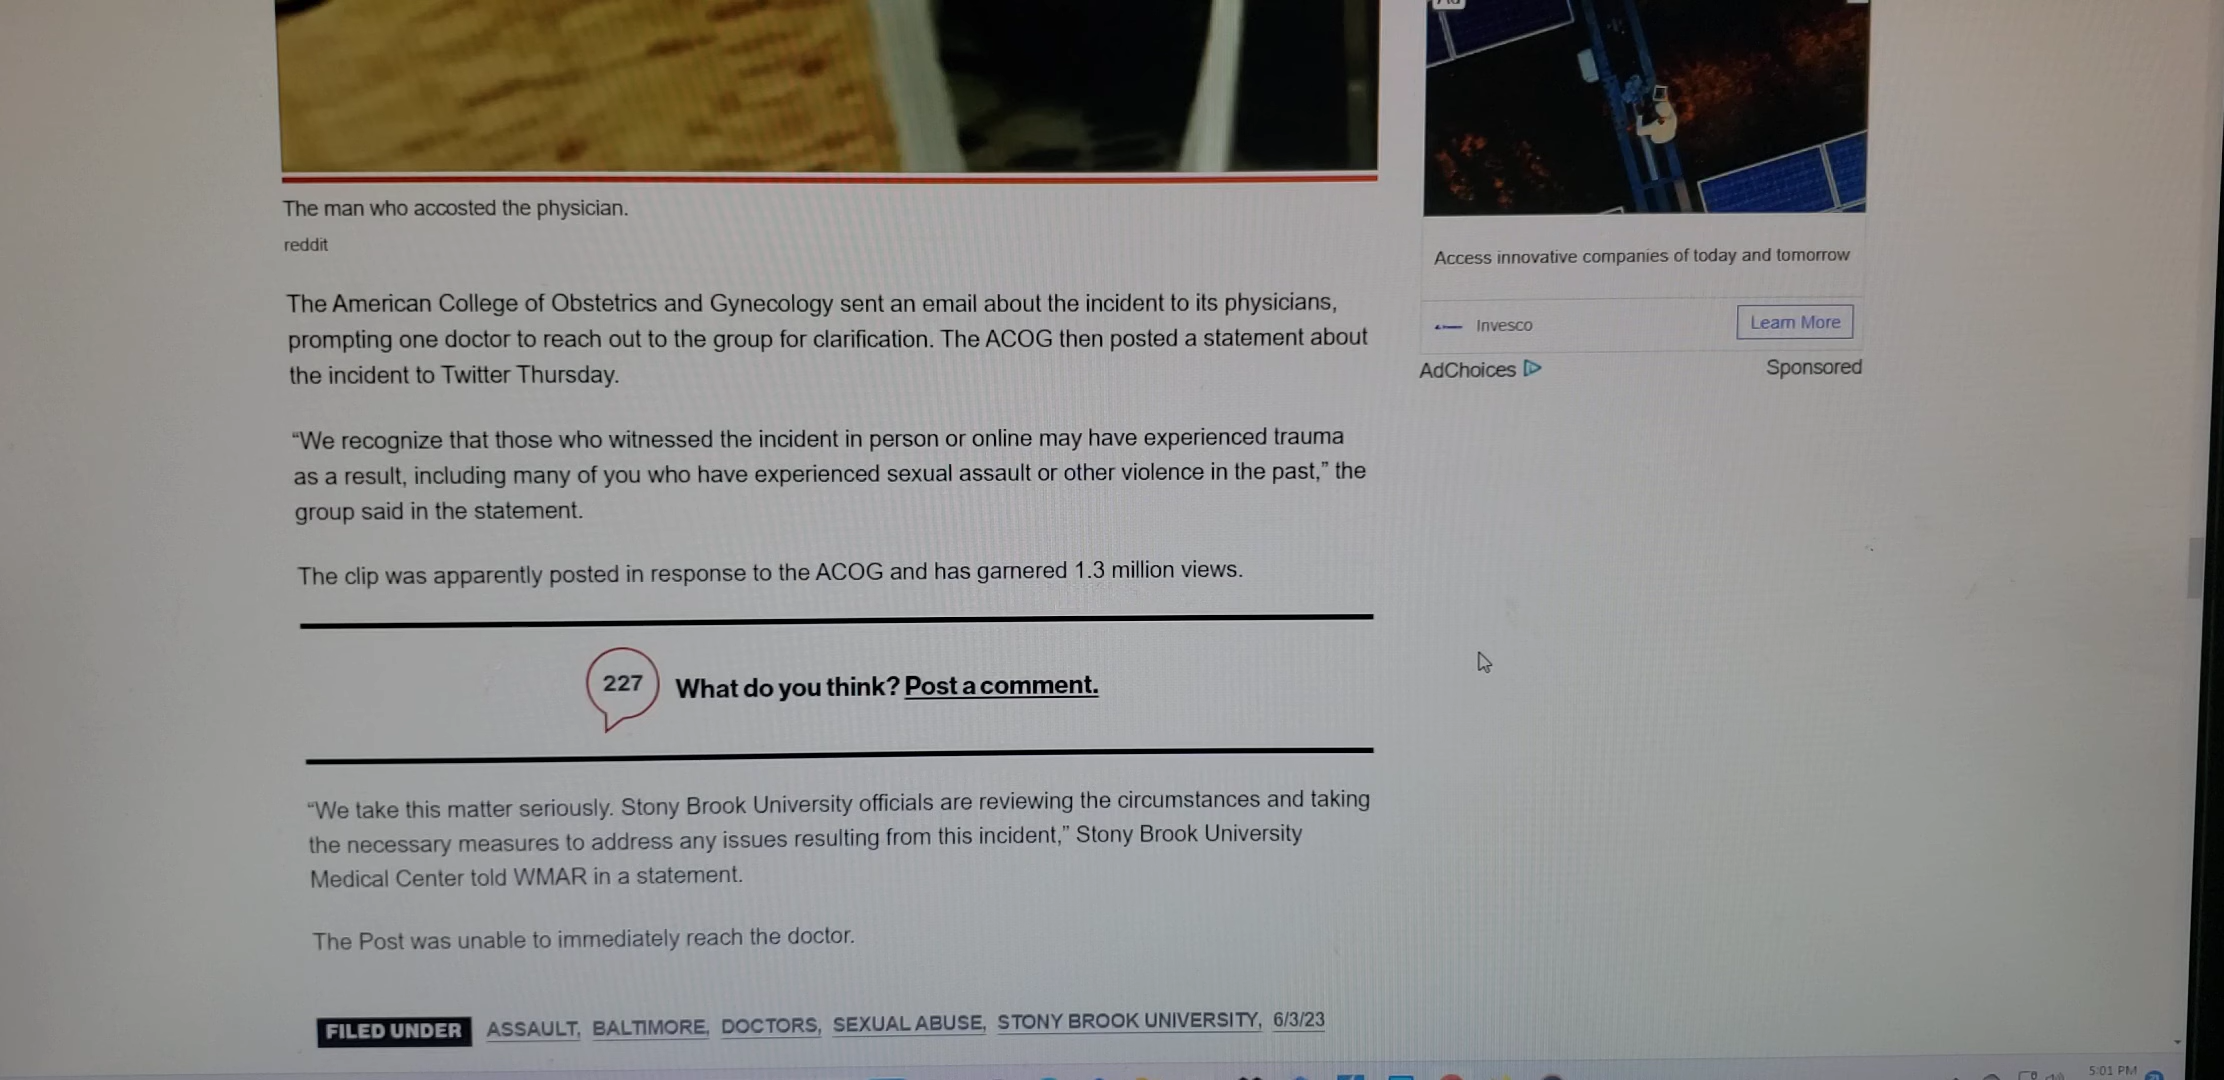 The man who accosted the physician.
reddit
The American College of Obstetrics and Gynecology sent an email about the incident to its physicians,
prompting one doctor to reach out to the group for clarification. The ACOG then posted a statement about
the incident to Twitter Thursday.
“We recognize that those who witnessed the incident in person or online may have experienced trauma
as a result, including many of you who have experienced sexual assault or other violence in the past,” the
group said in the statement.
The clip was apparently posted in response to the ACOG and has garnered 1.3 million views.
227 What do you think? Post a comment.
“We take this matter seriously. Stony Brook University officials are reviewing the circumstances and taking
the necessary measures to address any issues resulting from this incident,” Stony Brook University
Medical Center told WMAR in a statement.
The Post was unable to immediately reach the doctor.
FILED UNDER ASSAULT, BALTIMORE, DOCTORS, SEXUAL ABUSE, STONY BROOK UNIVERSITY, 6/3/23
Ad
Access innovative companies of today and tomorrow
Invesco Learn More
AdChoices Sponsored
5:01 PM